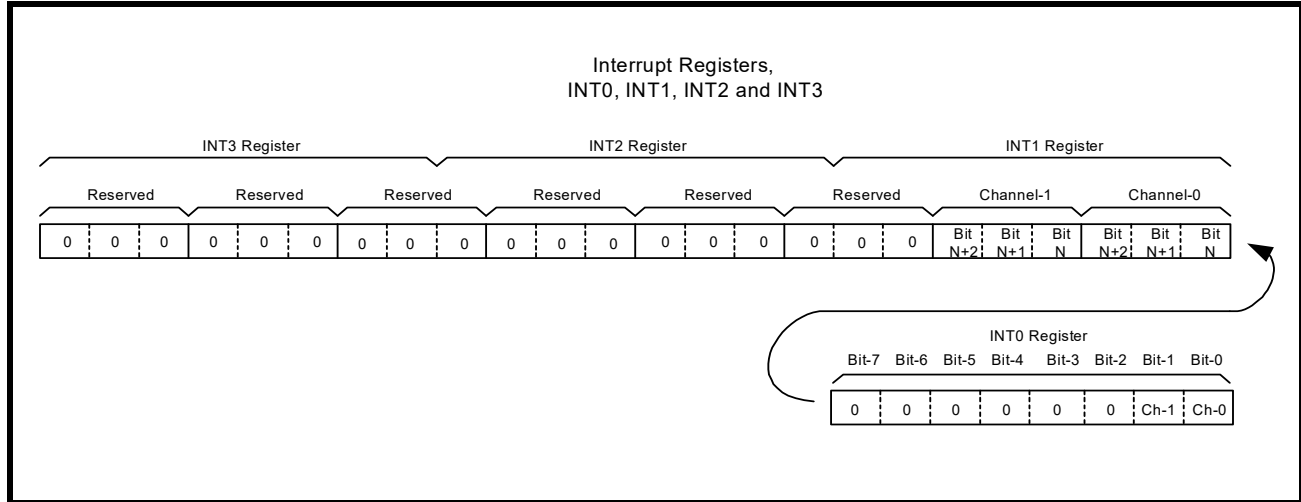 Interrupt Registers,
INT0, INT1, INT2 and INT3
INT3 Register INT2 Register INT1 Register
Reserved Reserved Reserved Reserved Reserved Reserved Channel-1 Channel-0
0 0 0 0 0 0 0 0 0 0 0 0 0 0 0 0 0 0 Bit Bit Bit Bit Bit Bit
N+2 N+1 N N+2 N+1 N
INT0 Register
Bit-7 Bit-6 Bit-5 Bit-4 Bit-3 Bit-2 Bit-1 Bit-0
0 0 0 0 0 0 Ch-1 Ch-0